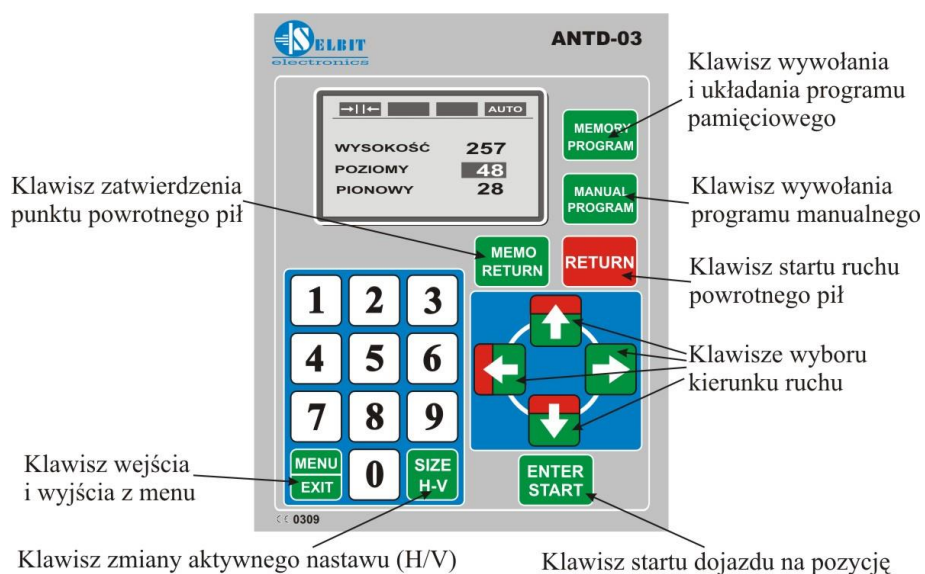 SELBIT
electronics
ANTD-03
Klawisz wywołania
i układania programu
pamięciowego
→||← AUTO
WYSOKOŚĆ 257
POZIOMY 48
PIONOWY 28
MEMORY
PROGRAM
Klawisz zatwierdzenia
punktu powrotnego pił
MANUAL
PROGRAM
Klawisz wywołania
programu manualnego
MEMO
RETURN
RETURN
Klawisz startu ruchu
powrotnego pił
1 2 3
4 5 6
7 8 9
Klawisze wyboru
kierunku ruchu
Klawisz wejścia
i wyjścia z menu
MENU
EXIT
0
SIZE
H-V
ENTER
START
CE 0309
Klawisz zmiany aktywnego nastawu (H/V)
Klawisz startu dojazdu na pozycję